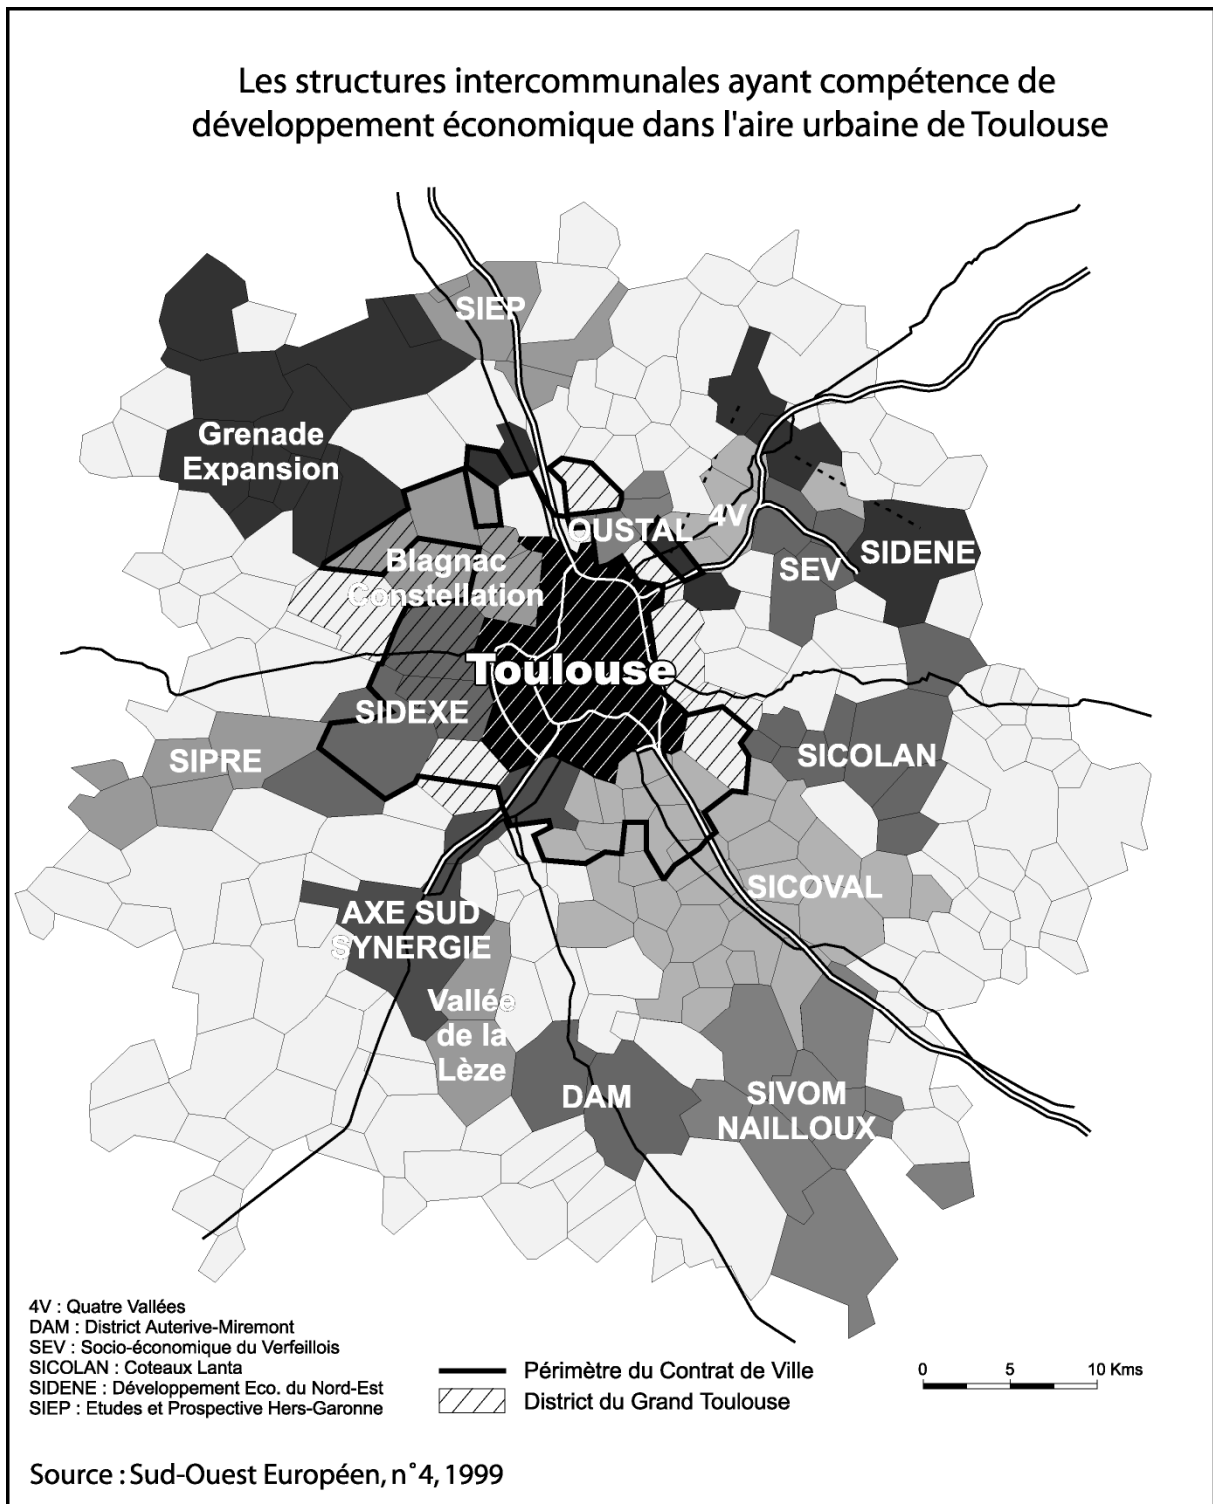 Les structures intercommunales ayant compétence de
développement économique dans l'aire urbaine de Toulouse
SIEP
Grenade
Expansion
OUSTAL
4V
SIDENE
SEV
Blagnac
Constellation
Toulouse
SIDEXE
SIPRE
SICOLAN
SICOVAL
AXE SUD
SYNERGIE
Vallée
de la
Lèze
DAM
SIVOM
NAILLOUX
4V : Quatre Vallées
DAM : District Auterive-Miremont
SEV : Socio-économique du Verfeillois
SICOLAN : Coteaux Lanta
SIDENE : Développement Eco. du Nord-Est
SIEP : Etudes et Prospective Hers-Garonne
Périmètre du Contrat de Ville
District du Grand Toulouse
0 5 10 Kms
Source : Sud-Ouest Européen, n°4, 1999